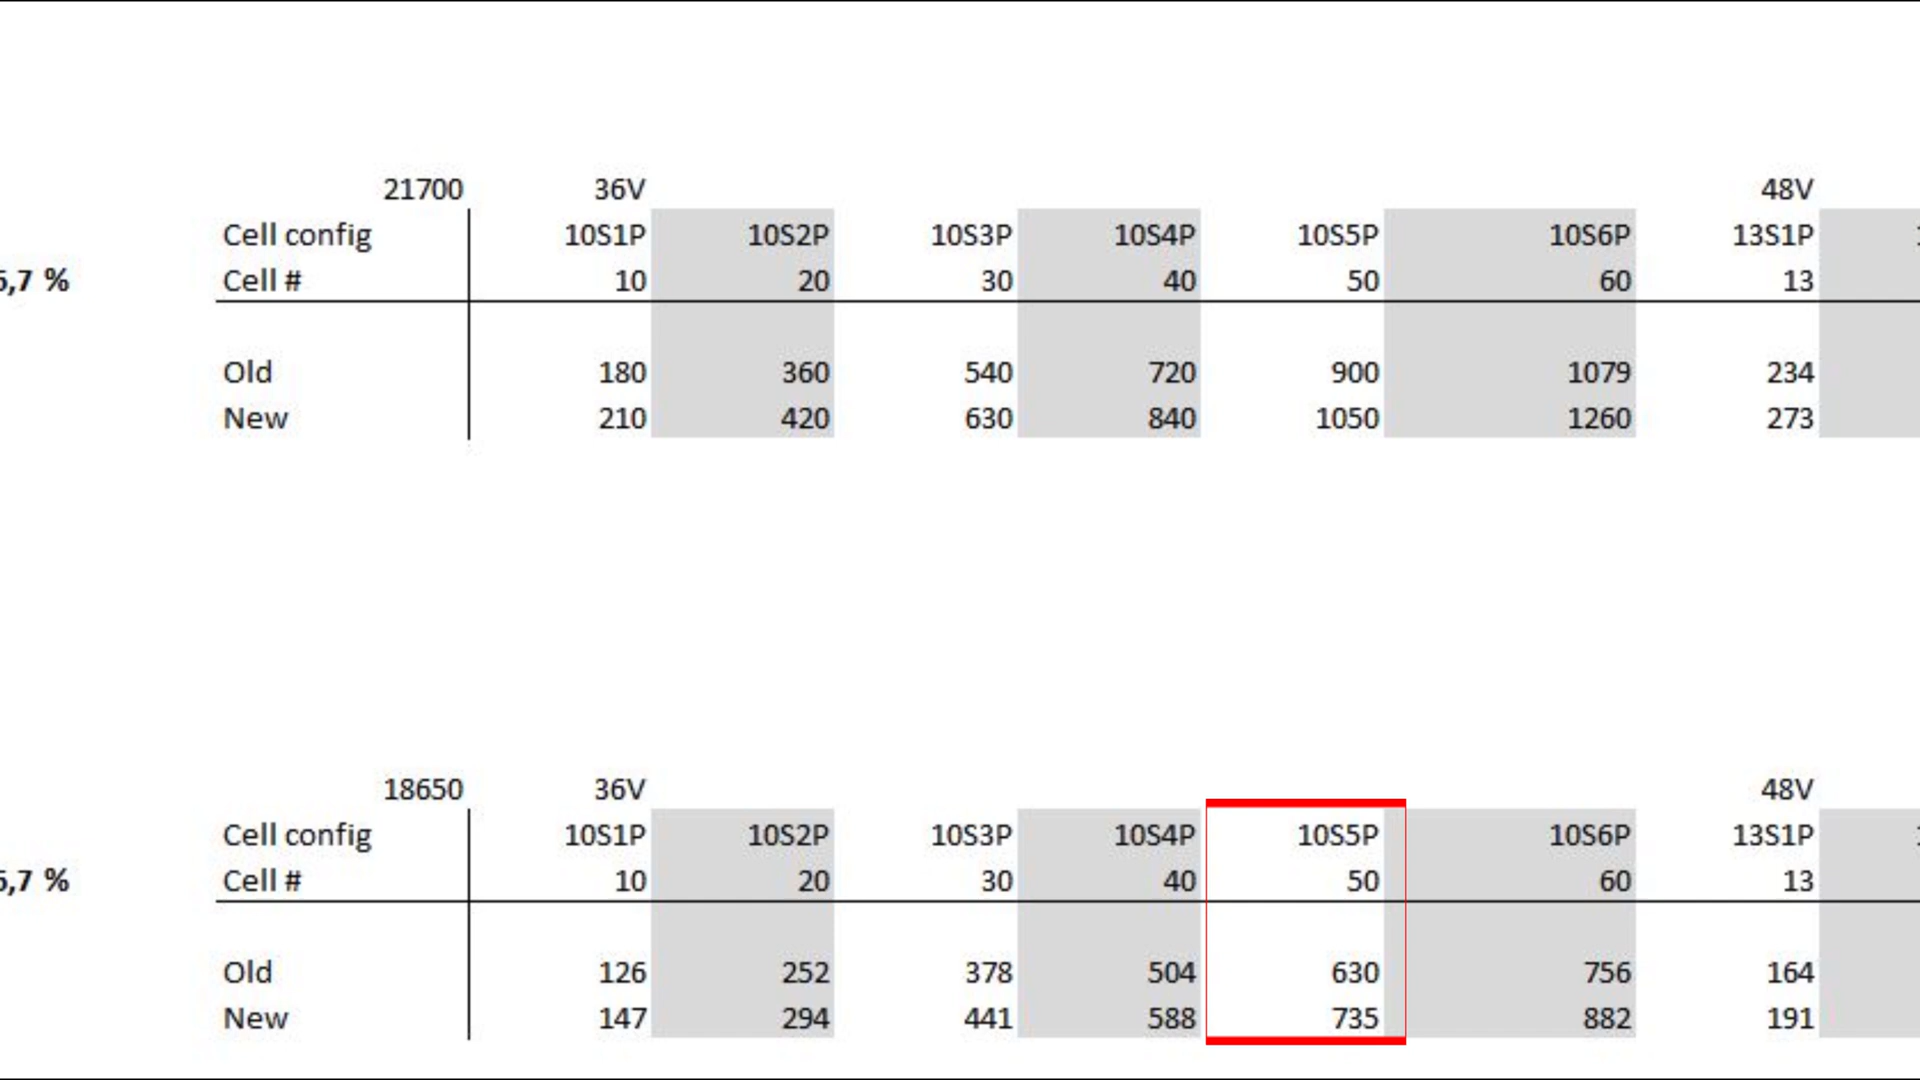 21700 36V 48V
Cell config 10S1P 10S2P 10S3P 10S4P 10S5P 10S6P 13S1P
,7 % Cell # 10 20 30 40 50 60 13
Old 180 360 540 720 900 1079 234
New 210 420 630 840 1050 1260 273
18650 36V 48V
Cell config 10S1P 10S2P 10S3P 10S4P 10S5P 10S6P 13S1P
,7 % Cell # 10 20 30 40 50 60 13
Old 126 252 378 504 630 756 164
New 147 294 441 588 735 882 191